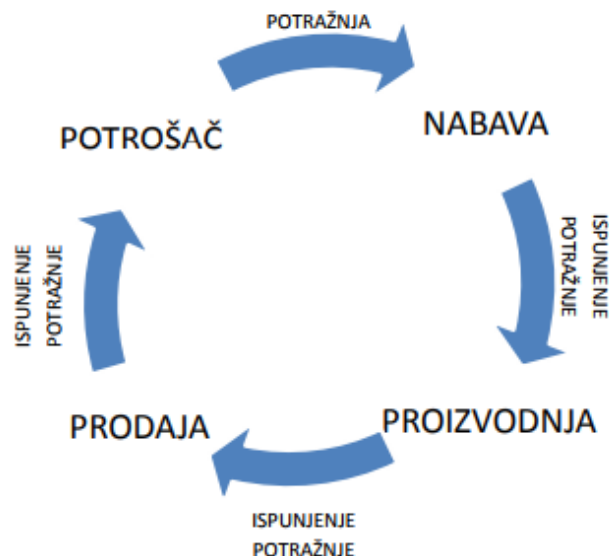 POTRAŽNJA
POTROŠAČ
NABAVA
ISPUNJENJE
POTRAŽNJE
ISPUNJENJE
POTRAŽNJE
PRODAJA
PROIZVODNJA
ISPUNJENJE
POTRAŽNJE